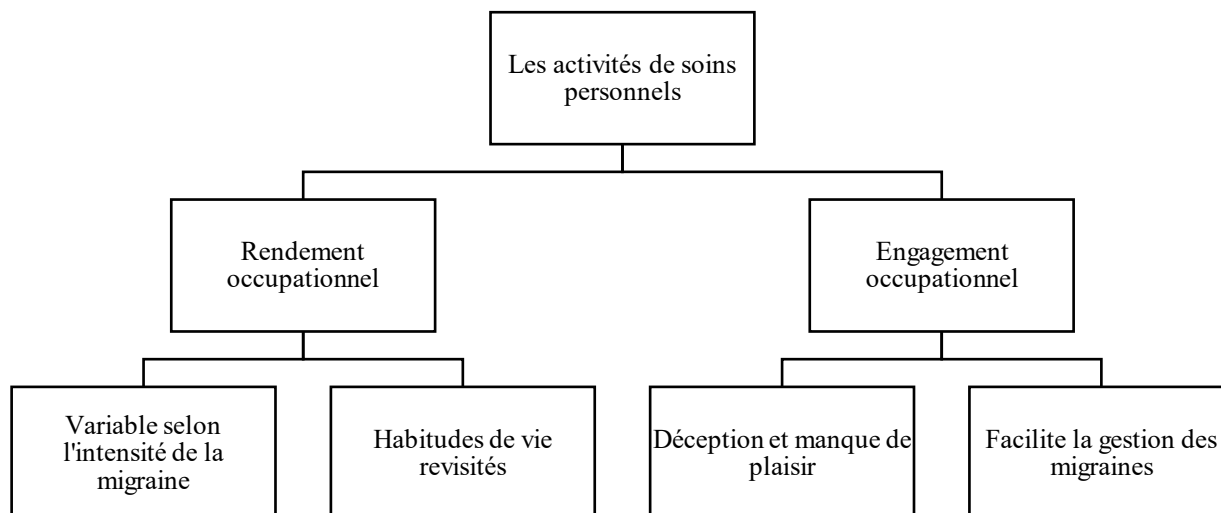 Les activités de soins
personnels
Rendement
occupationnel
Engagement
occupationnel
Variable selon
l'intensité de la
migraine
Habitudes de vie
revisités
Déception et manque de
plaisir
Facilite la gestion des
migraines